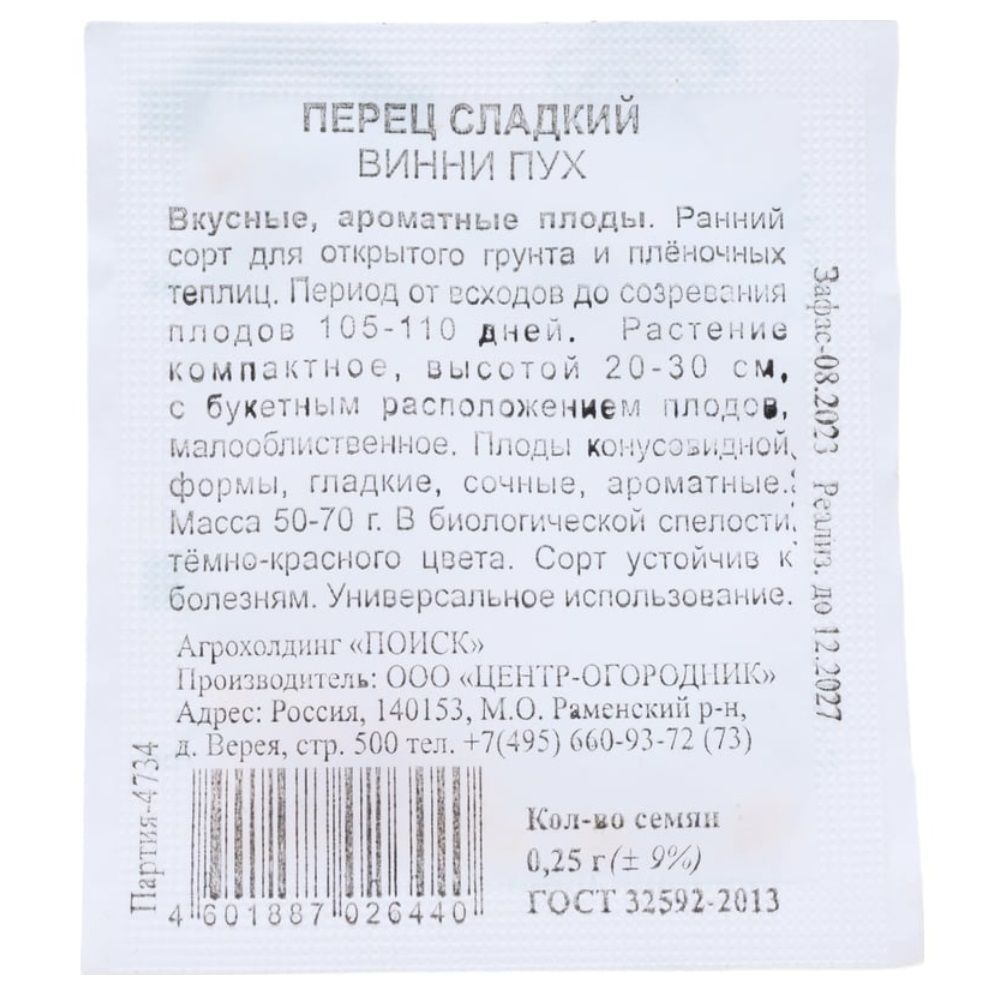 ПЕРЕЦ СЛАДКИЙ
ВИННИ ПУХ
Вкусные, ароматные плоды. Ранний
сорт для открытого грунта и плёночных
теплиц. Период от всходов до созревания
плодов 105-110 дней. Растение
компактное, высотой 20-30 см,
с букетным расположением плодов,
малооблиственное. Плоды конусовидной
формы, гладкие, сочные, ароматные.
Масса 50-70 г. В биологической спелости
тёмно-красного цвета. Сорт устойчив к
болезням. Универсальное использование.
Агрохолдинг «ПОИСК»
Производитель: ООО «ЦЕНТР-ОГОРОДНИК»
Адрес: Россия, 140153, М.О. Раменский р-н,
д. Верея, стр. 500 тел. +7(495) 660-93-72 (73)
Зафас-08.2023 Реализ. до 12.2027
Партия-4734
4 601887 026440
Кол-во семян
0,25 г (± 9%)
ГОСТ 32592-2013